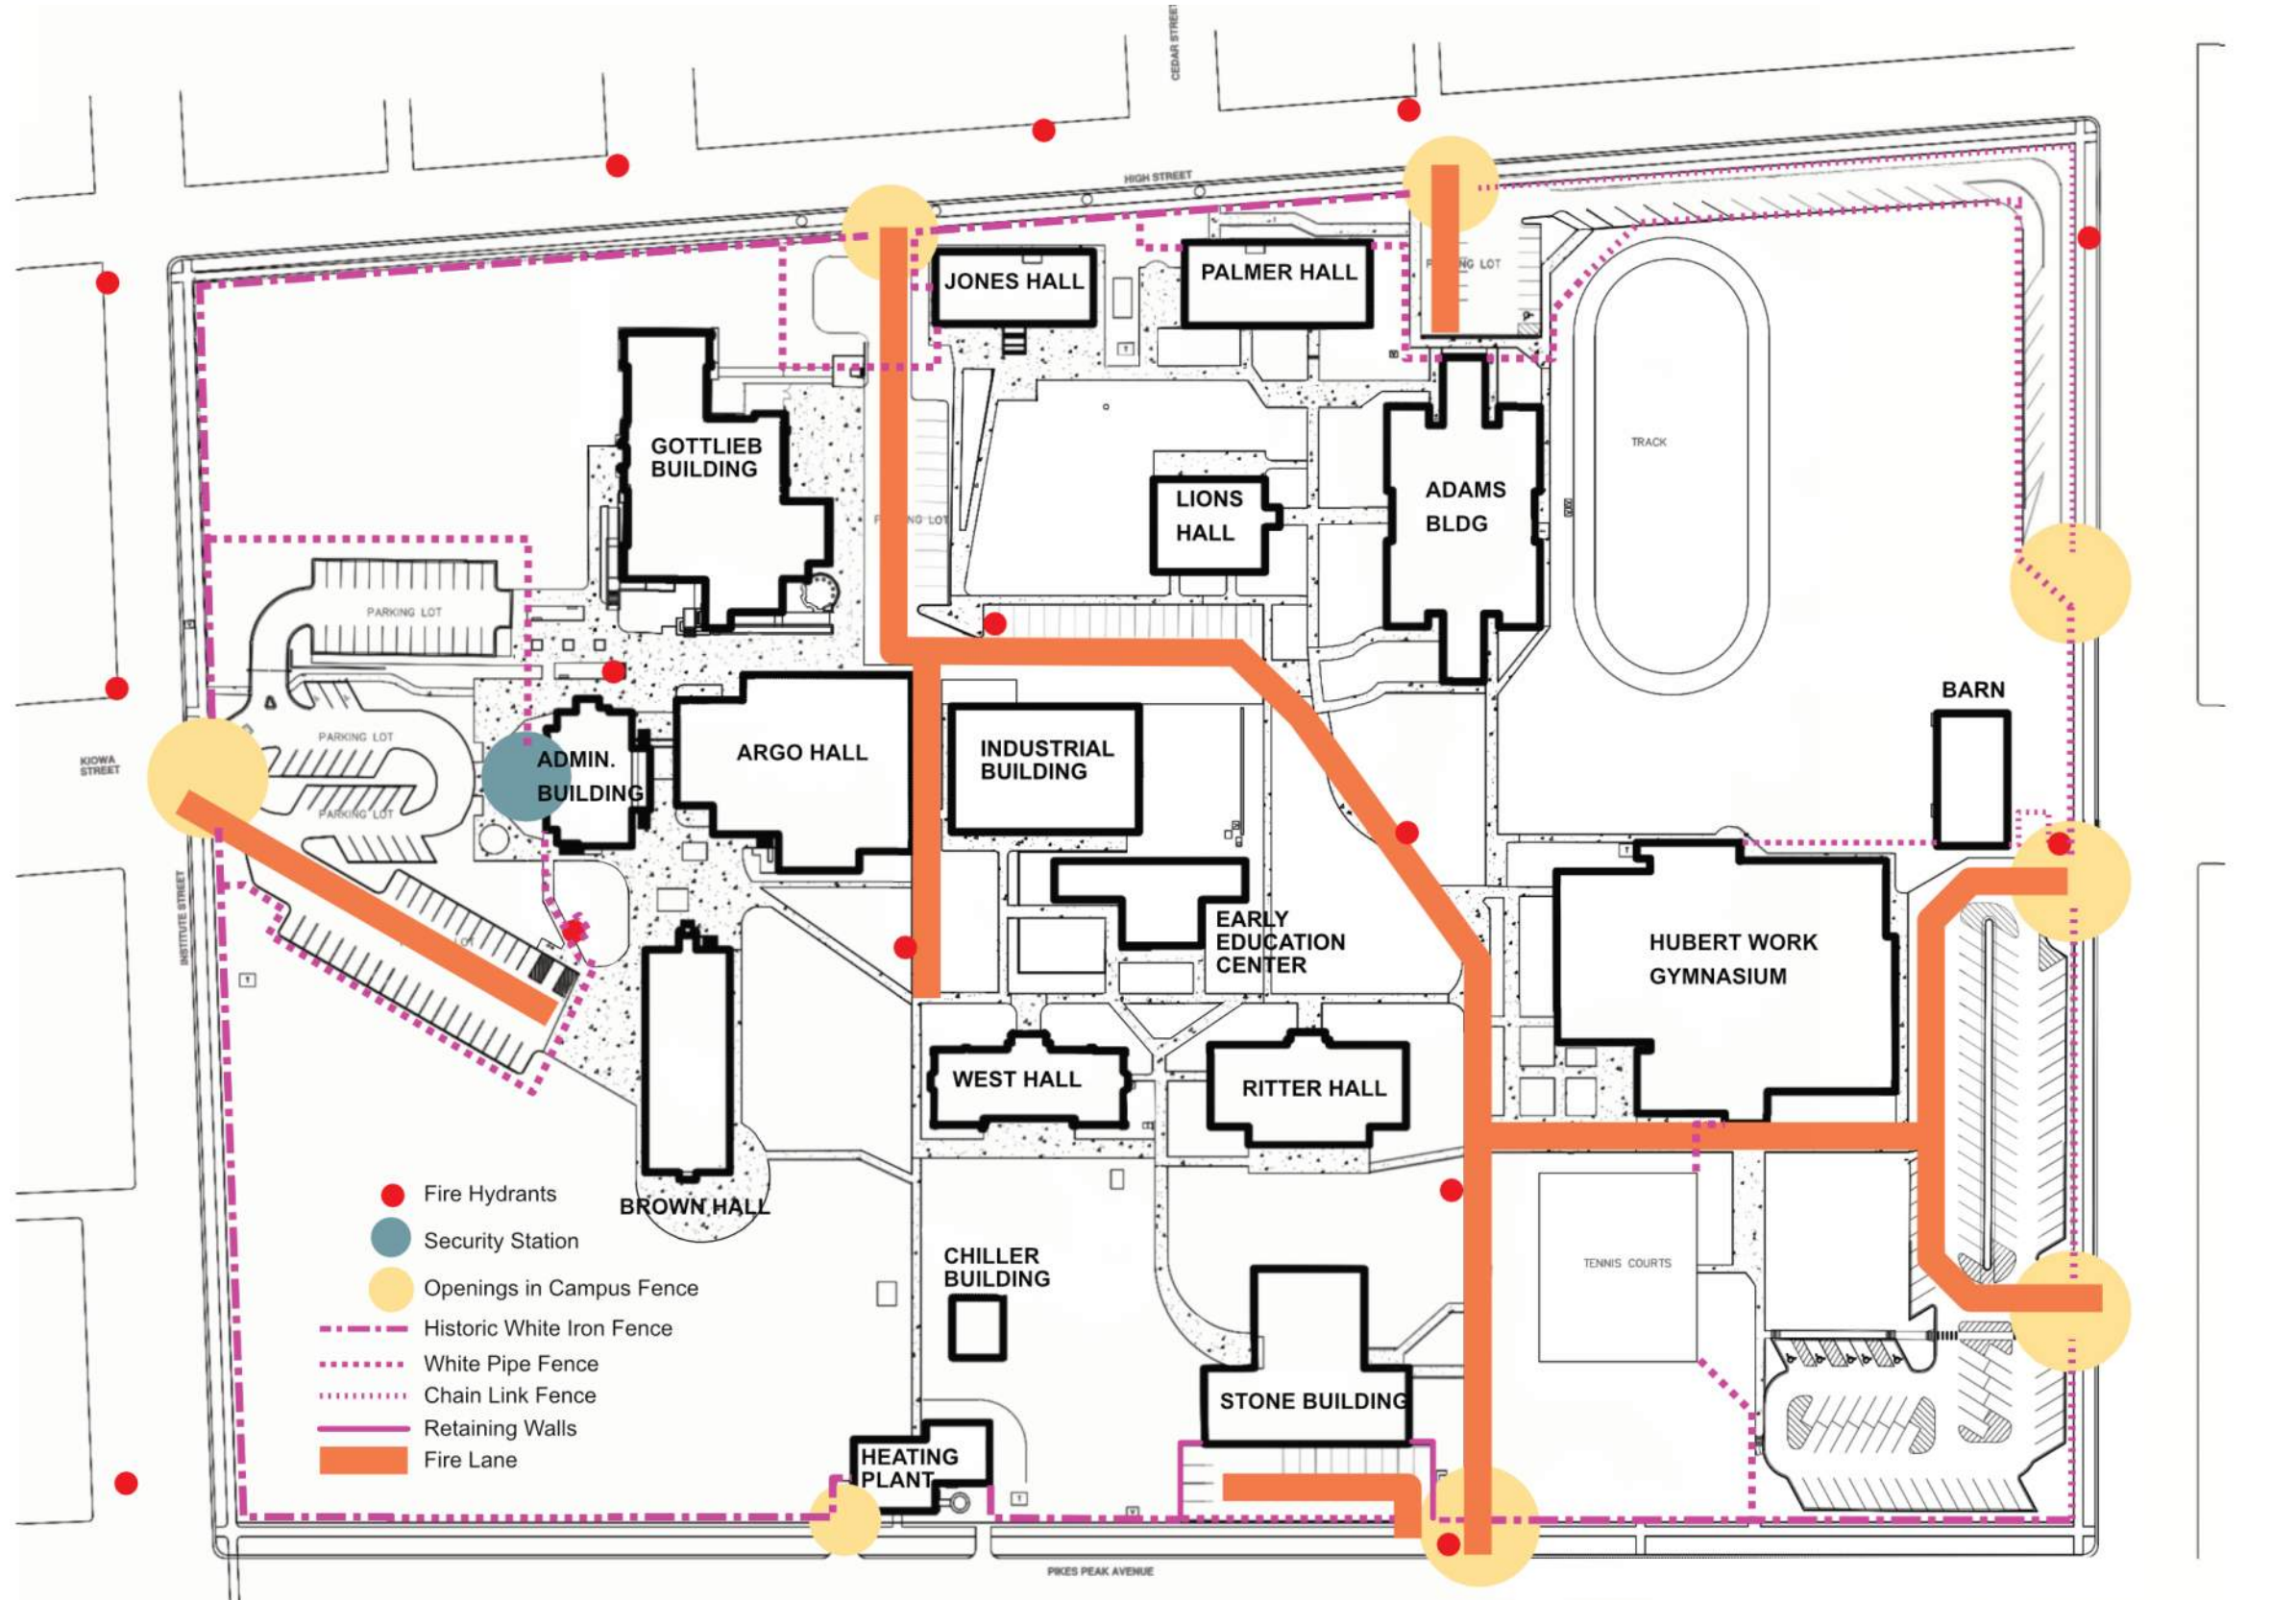 CEDAR STREET
HIGH STREET
JONES HALL
PALMER HALL
GOTTLIEB
BUILDING
LIONS
HALL
ADAMS
BLDG
TRACK
PARKING LOT
BARN
KIOWA
STREET
PARKING LOT
ADMIN.
BUILDING
ARGO HALL
INDUSTRIAL
BUILDING
PARKING LOT
INSTITUTE STREET
EARLY
EDUCATION
CENTER
HUBERT WORK
GYMNASIUM
WEST HALL
RITTER HALL
BROWN HALL
TENNIS COURTS
CHILLER
BUILDING
STONE BUILDING
HEATING
PLANT
Fire Hydrants
Security Station
Openings in Campus Fence
Historic White Iron Fence
White Pipe Fence
Chain Link Fence
Retaining Walls
Fire Lane
PIKES PEAK AVENUE